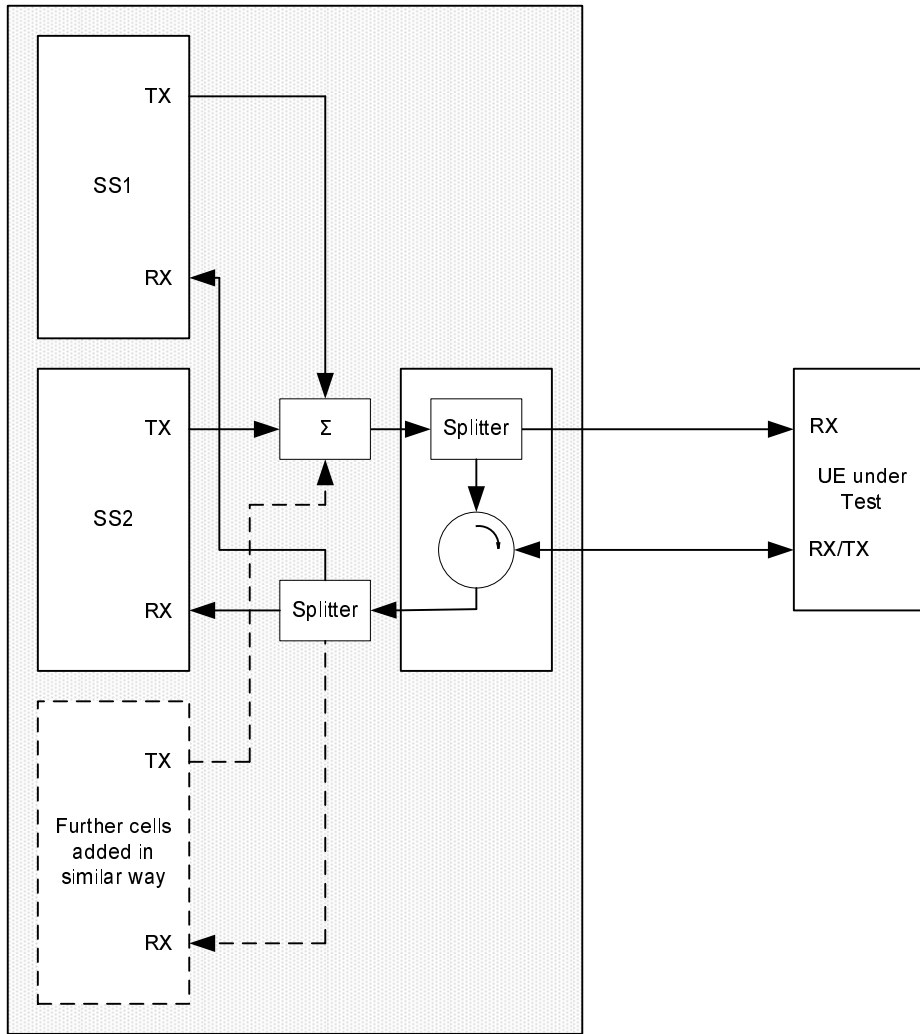 TX
SS1
RX
TX
Σ
Splitter
RX
SS2
UE under
Test
RX/TX
RX
Splitter
TX
Further cells
added in
similar way
RX